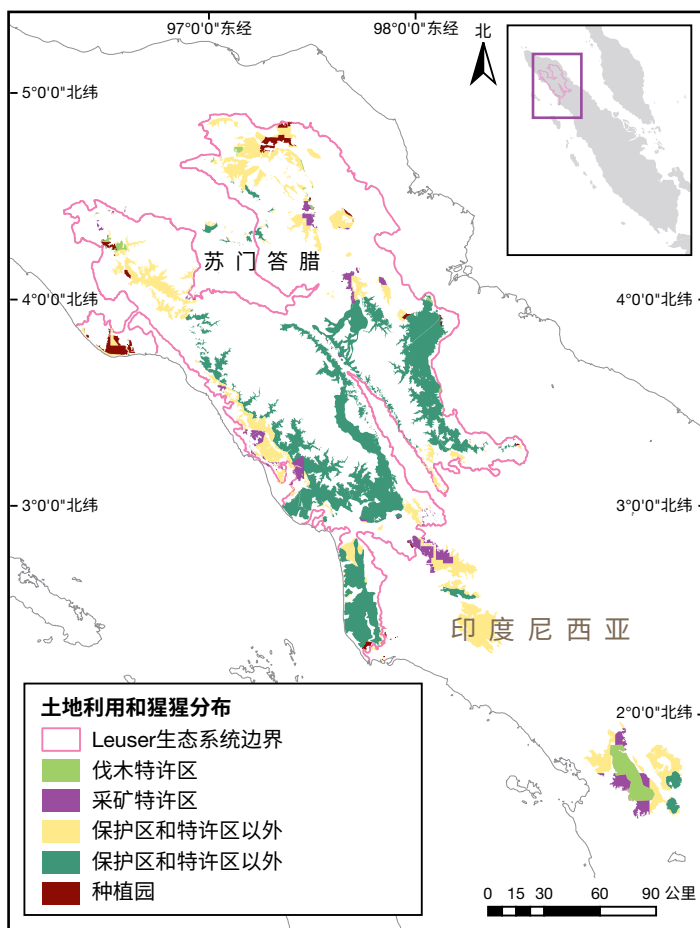 97°0'0"东经
98°0'0"东经
北
5°0'0"北纬
苏门答腊
4°0'0"北纬
4°0'0"北纬
3°0'0"北纬
3°0'0"北纬
印度尼西亚
2°0'0"北纬
土地利用和猩猩分布
Leuser生态系统边界
伐木特许区
采矿特许区
保护区和特许区以外
保护区和特许区以外
种植园
0 15 30 60 90 公里